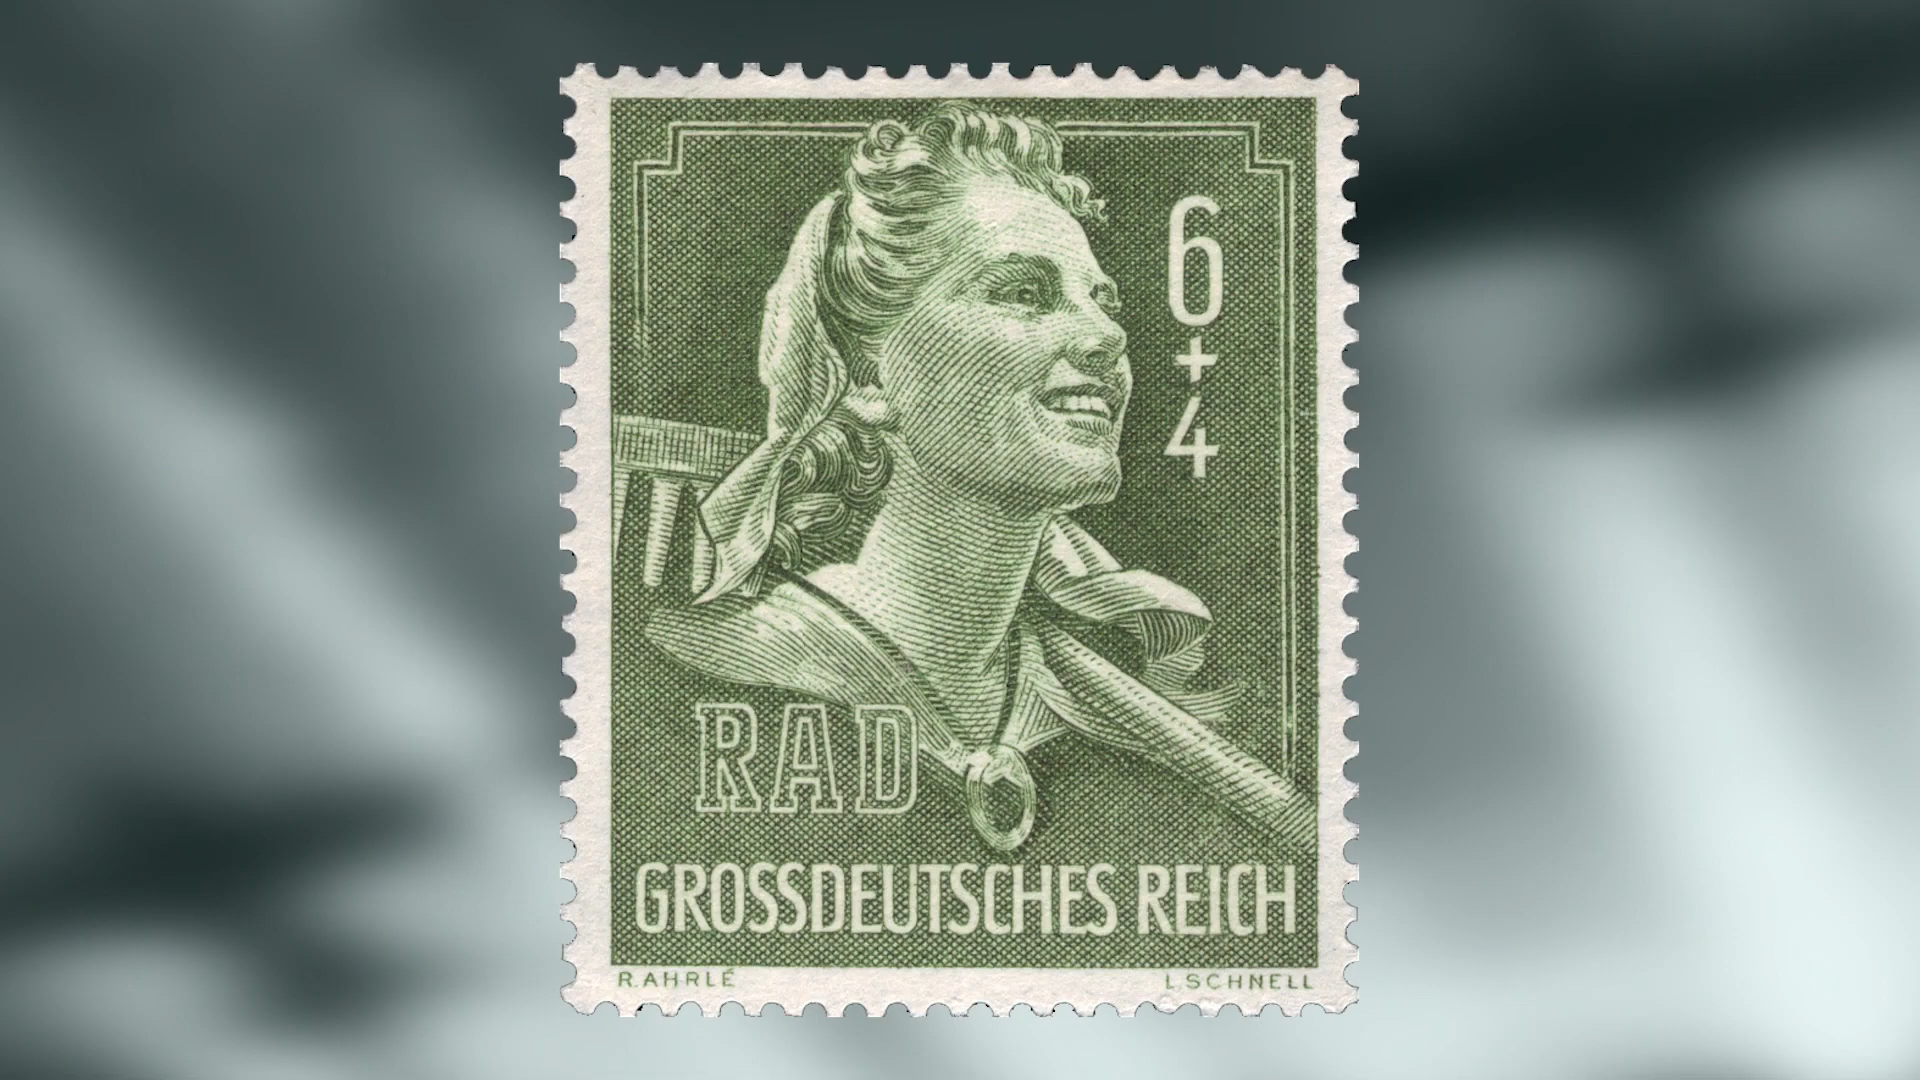 6
+
4
RAD
GROSSDEUTSCHES REICH
R.AHRLÉ L.SCHNELL